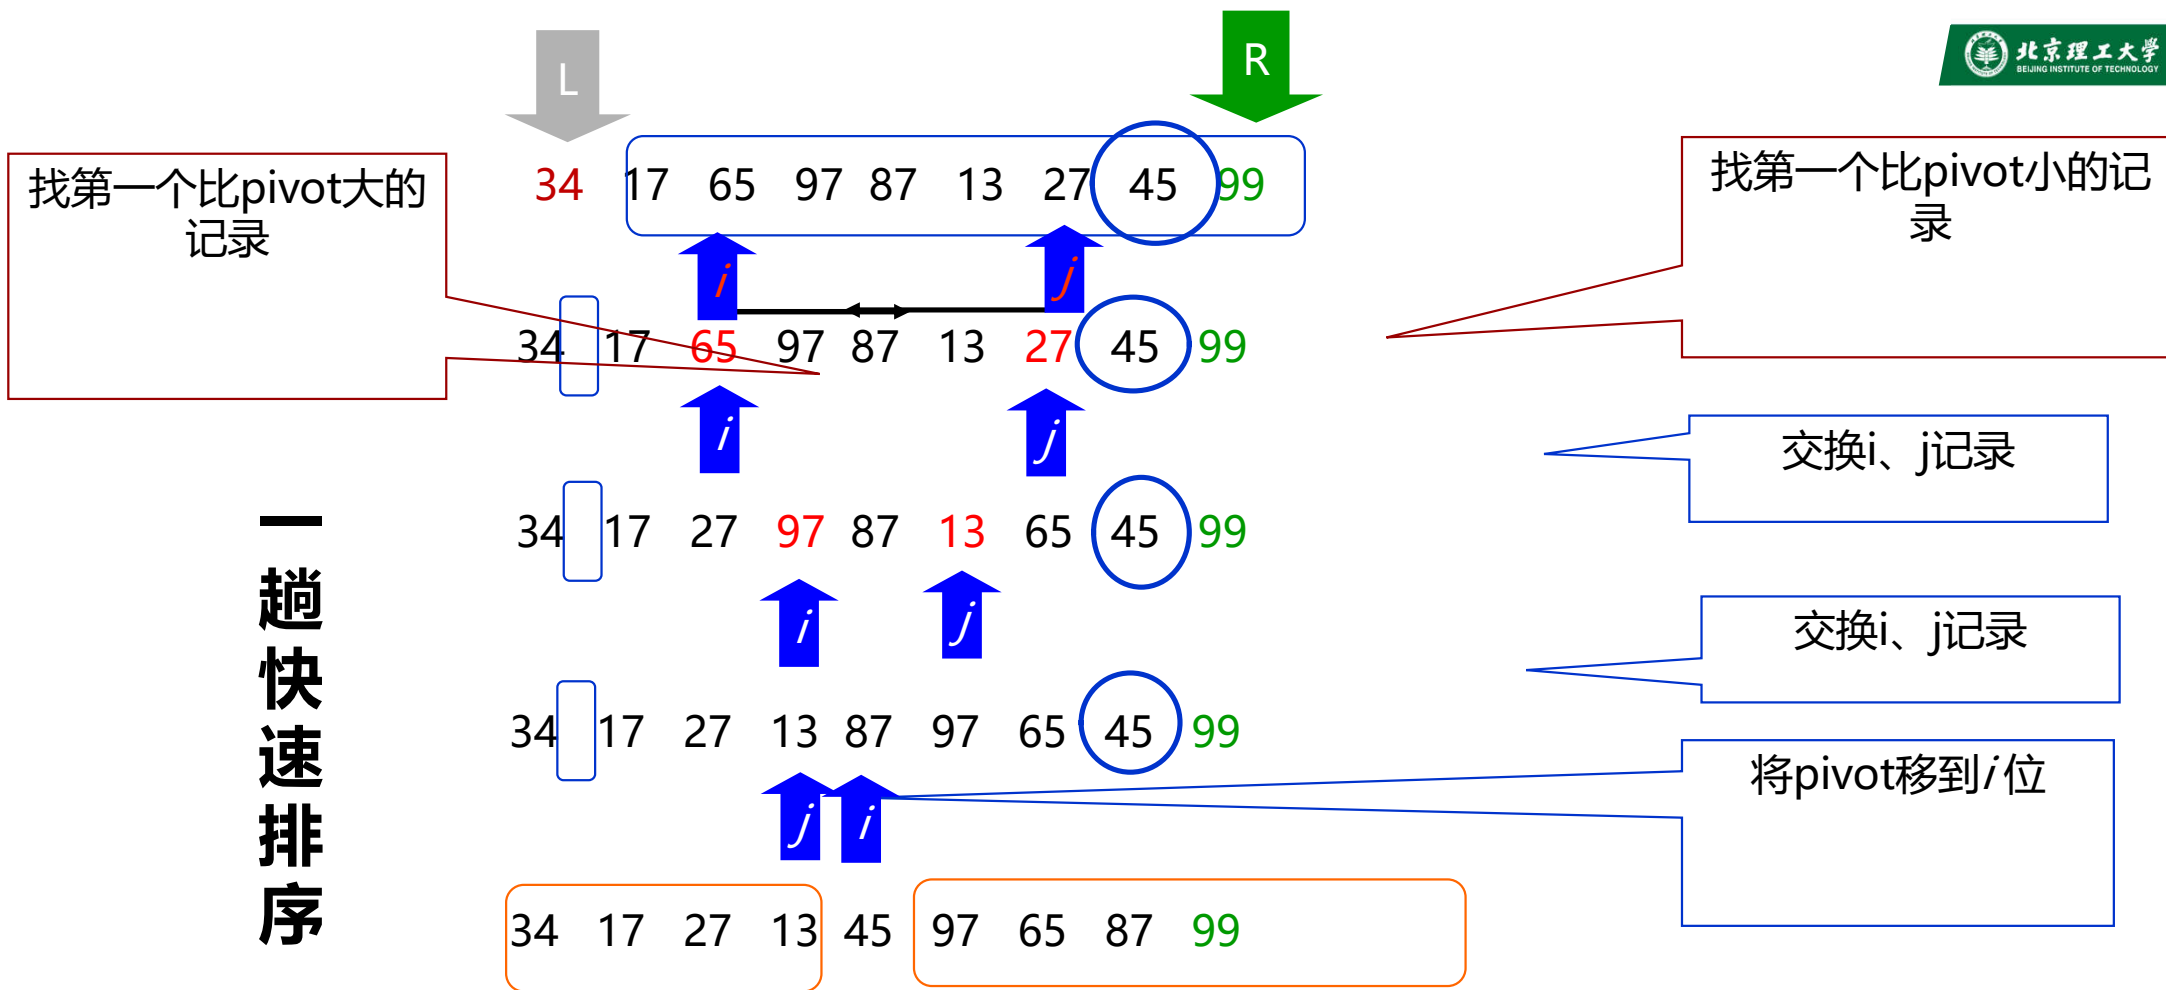 L
R
北京理工大学
BEIJING INSTITUTE OF TECHNOLOGY
找第一个比pivot大的
记录
34 17 65 97 87 13 27 45 99
找第一个比pivot小的记
录
i j
34 17 65 97 87 13 27 45 99
i j
交换i、j记录
一趟快速排序
34 17 27 97 87 13 65 45 99
i j
交换i、j记录
34 17 27 13 87 97 65 45 99
j i
将pivot移到i位
34 17 27 13 45 97 65 87 99